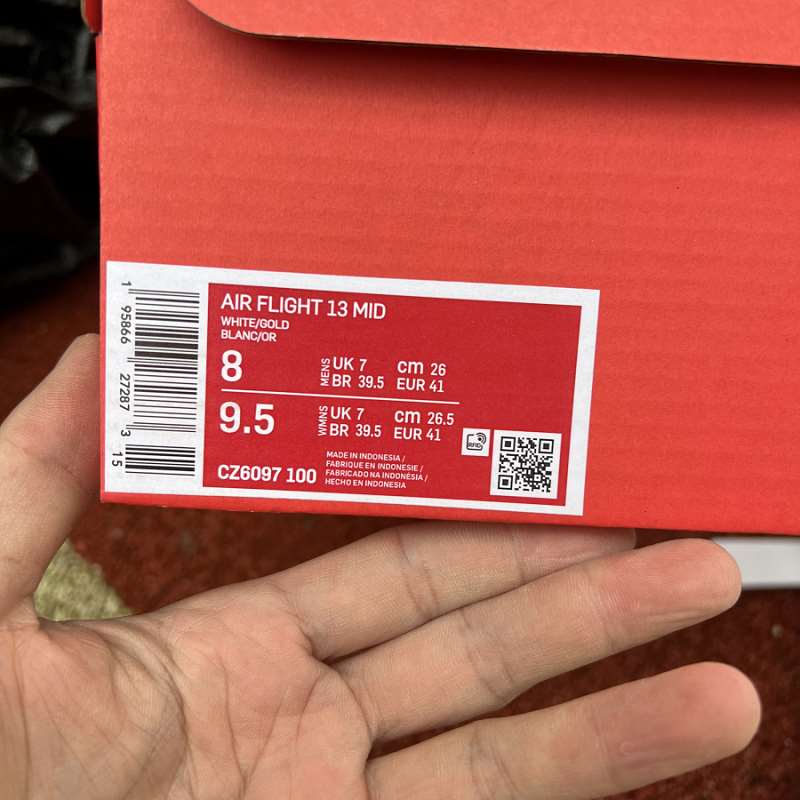 AIR FLIGHT 13 MID
WHITE/GOLD
BLANC/OR
8 MENS UK 7 cm 26
BR 39.5 EUR 41
9.5 WMNS UK 7 cm 26.5
BR 39.5 EUR 41
RFID
CZ6097 100
MADE IN INDONESIA /
FABRIQUE EN INDONESIE /
FABRICADO NA INDONÉSIA /
HECHO EN INDONESIA
1 95866 27287 3 15